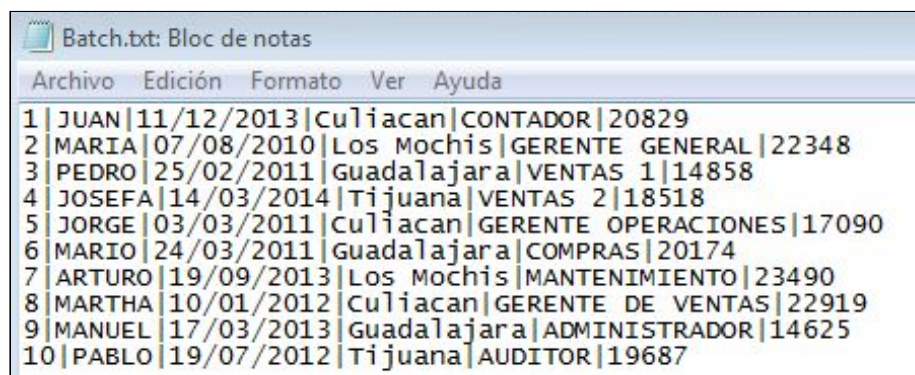 Batch.txt: Bloc de notas
Archivo Edición Formato Ver Ayuda
1|JUAN|11/12/2013|Culiacan|CONTADOR|20829
2|MARIA|07/08/2010|Los Mochis|GERENTE GENERAL|22348
3|PEDRO|25/02/2011|Guadalajara|VENTAS 1|14858
4|JOSEFA|14/03/2014|Tijuana|VENTAS 2|18518
5|JORGE|03/03/2011|Culiacan|GERENTE OPERACIONES|17090
6|MARIO|24/03/2011|Guadalajara|COMPRAS|20174
7|ARTURO|19/09/2013|Los Mochis|MANTENIMIENTO|23490
8|MARTHA|10/01/2012|Culiacan|GERENTE DE VENTAS|22919
9|MANUEL|17/03/2013|Guadalajara|ADMINISTRADOR|14625
10|PABLO|19/07/2012|Tijuana|AUDITOR|19687